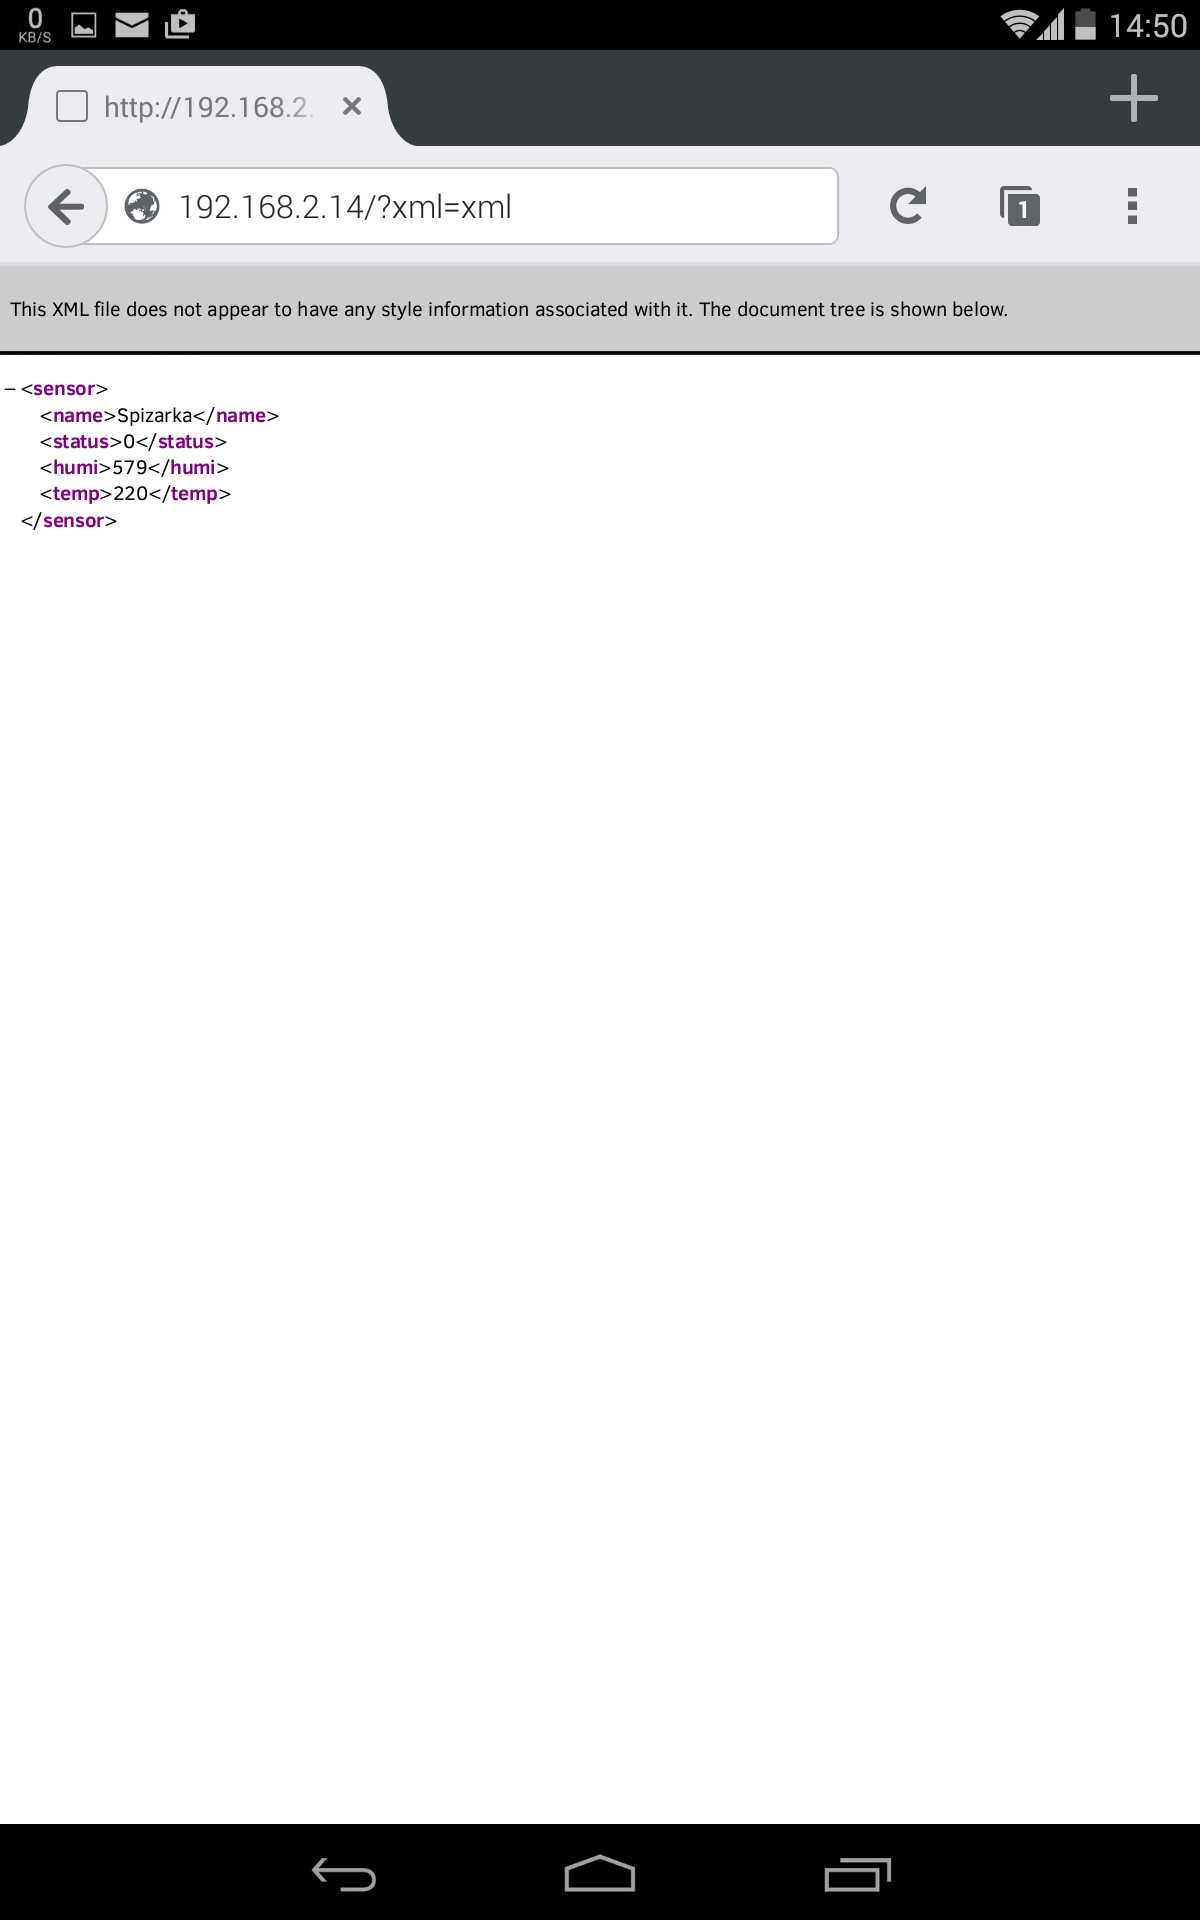 0
KB/S
14:50
http://192.168.2.
192.168.2.14/?xml=xml
1
This XML file does not appear to have any style information associated with it. The document tree is shown below.
– <sensor>
<name>Spizarka</name>
<status>0</status>
<humi>579</humi>
<temp>220</temp>
</sensor>